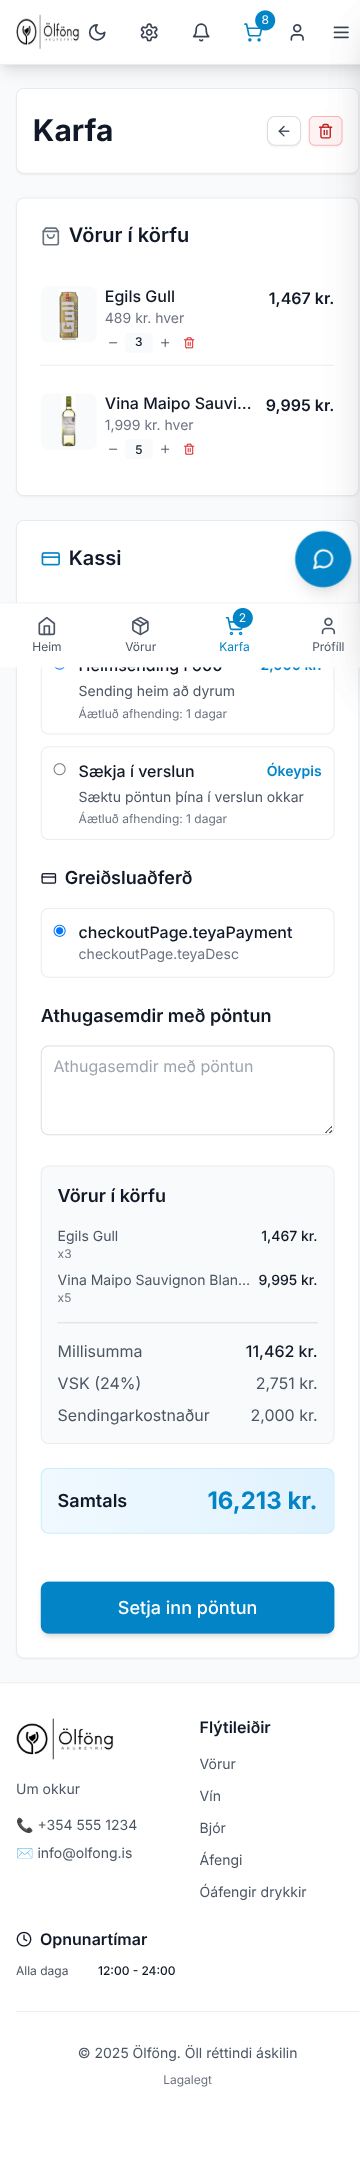 Ölföng
8
Karfa
Vörur í körfu
Egils Gull
1,467 kr.
489 kr. hver
3
Vina Maipo Sauvi...
9,995 kr.
1,999 kr. hver
5
Kassi
Heim
Vörur
2
Karfa
Prófíll
Sending heim að dyrum
Áætluð afhending: 1 dagar
Sækja í verslun
Ókeypis
Sæktu pöntun þína í verslun okkar
Áætluð afhending: 1 dagar
Greiðsluaðferð
checkoutPage.teyaPayment
checkoutPage.teyaDesc
Athugasemdir með pöntun
Athugasemdir með pöntun
Vörur í körfu
Egils Gull
1,467 kr.
x3
Vina Maipo Sauvignon Blan...
9,995 kr.
x5
Millisumma
11,462 kr.
VSK (24%)
2,751 kr.
Sendingarkostnaður
2,000 kr.
Samtals
16,213 kr.
Setja inn pöntun
Ölföng
AKUREYRI
Um okkur
+354 555 1234
info@olfong.is
Flýtileiðir
Vörur
Vín
Bjór
Áfengi
Óáfengir drykkir
Opnunartímar
Alla daga
12:00 - 24:00
© 2025 Ölföng. Öll réttindi áskilin
Lagalegt